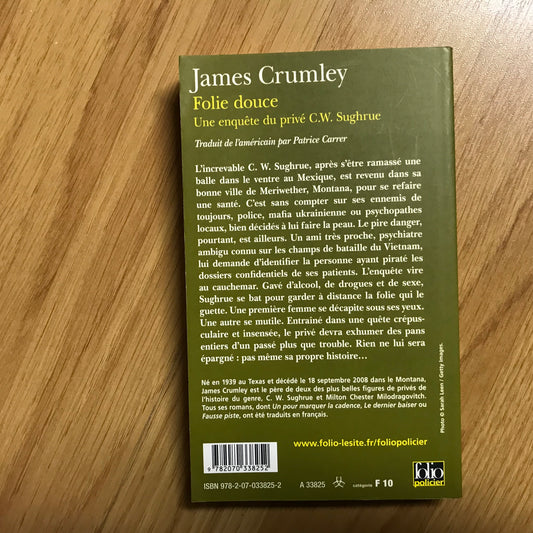 James Crumley
Folie douce
Une enquête du privé C.W. Sughrue
Traduit de l'américain par Patrice Carrer
L'increvable C. W. Sughrue, après s'être ramassé une
balle dans le ventre au Mexique, est revenu dans sa
bonne ville de Meriwether, Montana, pour se refaire
une santé. C'est sans compter sur ses ennemis de
toujours, police, mafia ukrainienne ou psychopathes
locaux, bien décidés à lui faire la peau. Le pire danger,
pourtant, est ailleurs. Un ami très proche, psychiatre
ambigu connu sur les champs de bataille du Vietnam,
lui demande d'identifier la personne ayant piraté les
dossiers confidentiels de ses patients. L'enquête vire
au cauchemar. Gavé d'alcool, de drogues et de sexe,
Sughrue se bat pour garder à distance la folie qui le
guette. Une première femme se décapite sous ses yeux.
Une autre se mutile. Entraîné dans une quête crépus-
culaire et insensée, le privé devra exhumer des pans
entiers d'un passé plus que trouble. Rien ne lui sera
épargné : pas même sa propre histoire...
Né en 1939 au Texas et décédé le 18 septembre 2008 dans le Montana,
James Crumley est le père de deux des plus belles figures de privés de
l'histoire du genre, C. W. Sughrue et Milton Chester Milodragovitch.
Tous ses romans, dont Un pour marquer la cadence, Le dernier baiser ou
Fausse piste, ont été traduits en français.
Photo © Sarah Leen / Getty Images.
www.folio-lesite.fr/foliopolicier
9 782070 338252
ISBN 978-2-07-033825-2
A 33825
catégorie F 10
folio
policier